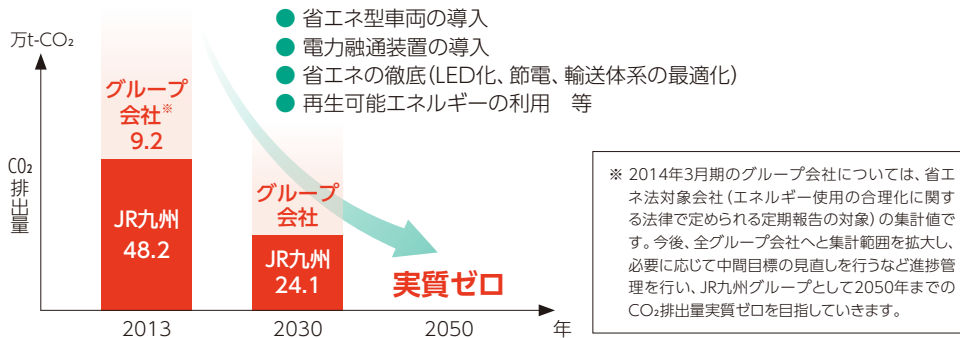 ● 省エネ型車両の導入
● 電力融通装置の導入
● 省エネの徹底（LED化、節電、輸送体系の最適化）
● 再生可能エネルギーの利用　等
万t-CO₂
CO₂排出量
グループ
会社※
9.2
JR九州
48.2
グループ
会社
JR九州
24.1
実質ゼロ
2013
2030
2050
年
※ 2014年3月期のグループ会社については、省エ
ネ法対象会社（エネルギー使用の合理化に関す
る法律で定められる定期報告の対象）の集計値で
す。今後、全グループ会社へと集計範囲を拡大し、
必要に応じて中間目標の見直しを行うなど進捗管
理を行い、JR九州グループとして2050年までの
CO₂排出量実質ゼロを目指していきます。